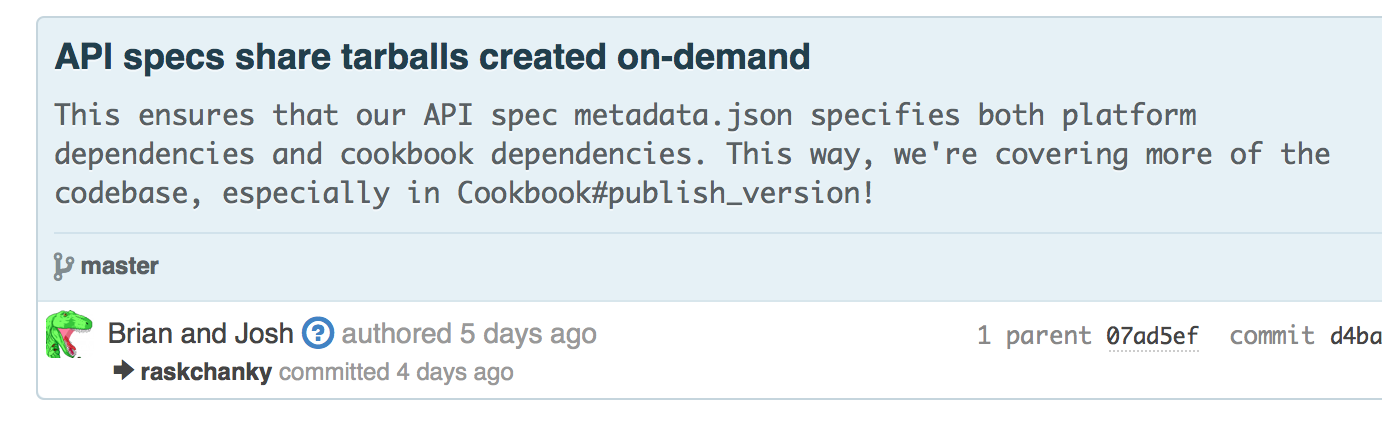 API specs share tarballs created on-demand
This ensures that our API spec metadata.json specifies both platform
dependencies and cookbook dependencies. This way, we're covering more of the
codebase, especially in Cookbook#publish_version!
master
Brian and Josh ? authored 5 days ago 1 parent 07ad5ef commit d4ba
raskchanky committed 4 days ago